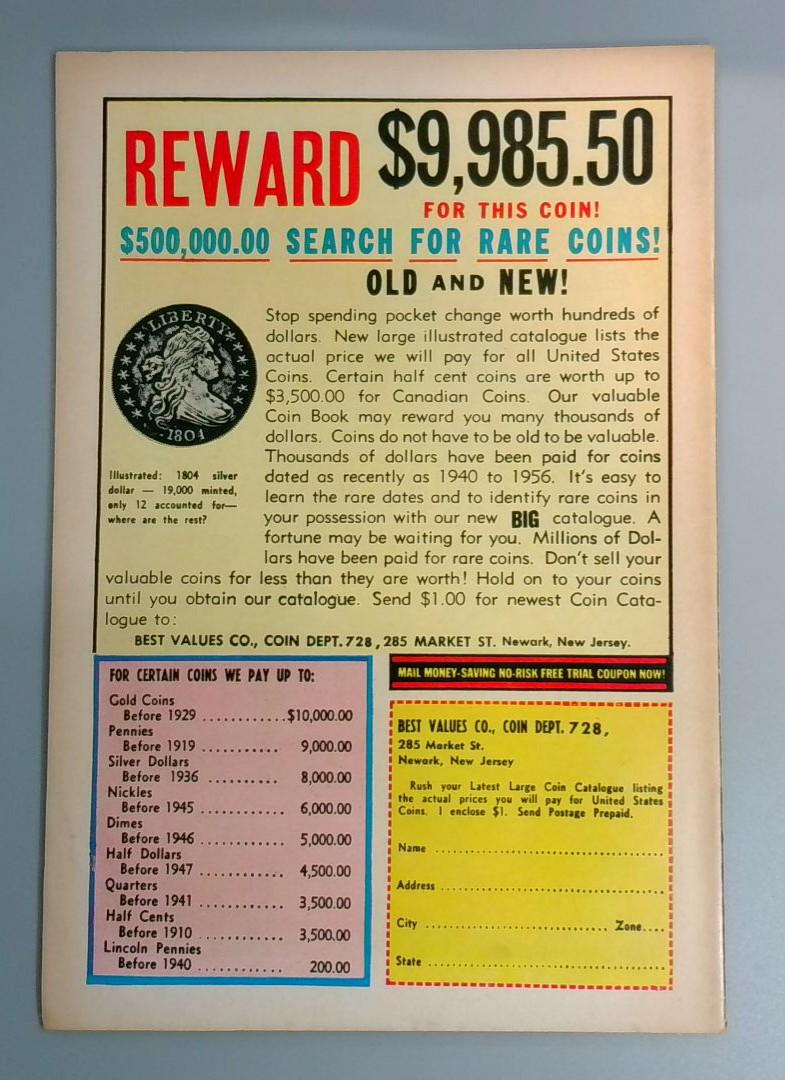 REWARD $9,985.50
FOR THIS COIN!
$500,000.00 SEARCH FOR RARE COINS!
OLD AND NEW!
LIBERTY
1804
Illustrated: 1804 silver
dollar — 19,000 minted,
only 12 accounted for—
where are the rest?
Stop spending pocket change worth hundreds of
dollars. New large illustrated catalogue lists the
actual price we will pay for all United States
Coins. Certain half cent coins are worth up to
$3,500.00 for Canadian Coins. Our valuable
Coin Book may reward you many thousands of
dollars. Coins do not have to be old to be valuable.
Thousands of dollars have been paid for coins
dated as recently as 1940 to 1956. It's easy to
learn the rare dates and to identify rare coins in
your possession with our new BIG catalogue. A
fortune may be waiting for you. Millions of Dol-
lars have been paid for rare coins. Don't sell your
valuable coins for less than they are worth! Hold on to your coins
until you obtain our catalogue. Send $1.00 for newest Coin Cata-
logue to:
BEST VALUES CO., COIN DEPT. 728, 285 MARKET ST. Newark, New Jersey.
FOR CERTAIN COINS WE PAY UP TO:
Gold Coins
Before 1929 ............$10,000.00
Pennies
Before 1919 ........... 9,000.00
Silver Dollars
Before 1936 ........... 8,000.00
Nickles
Before 1945 ........... 6,000.00
Dimes
Before 1946 ........... 5,000.00
Half Dollars
Before 1947 ............ 4,500.00
Quarters
Before 1941 ............ 3,500.00
Half Cents
Before 1910 ............ 3,500.00
Lincoln Pennies
Before 1940 ............ 200.00
MAIL MONEY-SAVING NO-RISK FREE TRIAL COUPON NOW!
BEST VALUES CO., COIN DEPT. 728,
285 Market St.
Newark, New Jersey
Rush your Latest Large Coin Catalogue listing
the actual prices you will pay for United States
Coins. I enclose $1. Send Postage Prepaid.
Name ........................................
Address ........................................
City ................................ Zone....
State ........................................